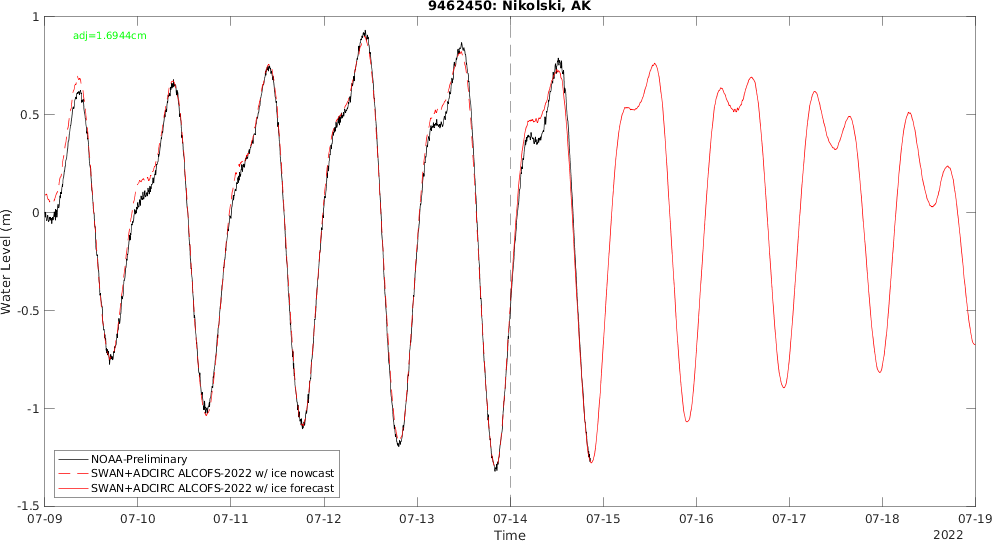 9462450: Nikolski, AK
adj=1.6944cm
1
0.5
0
-0.5
-1
-1.5
Water Level (m)
NOAA-Preliminary
SWAN+ADCIRC ALCOFS-2022 w/ ice nowcast
SWAN+ADCIRC ALCOFS-2022 w/ ice forecast
07-09 07-10 07-11 07-12 07-13 07-14 07-15 07-16 07-17 07-18 07-19
Time
2022